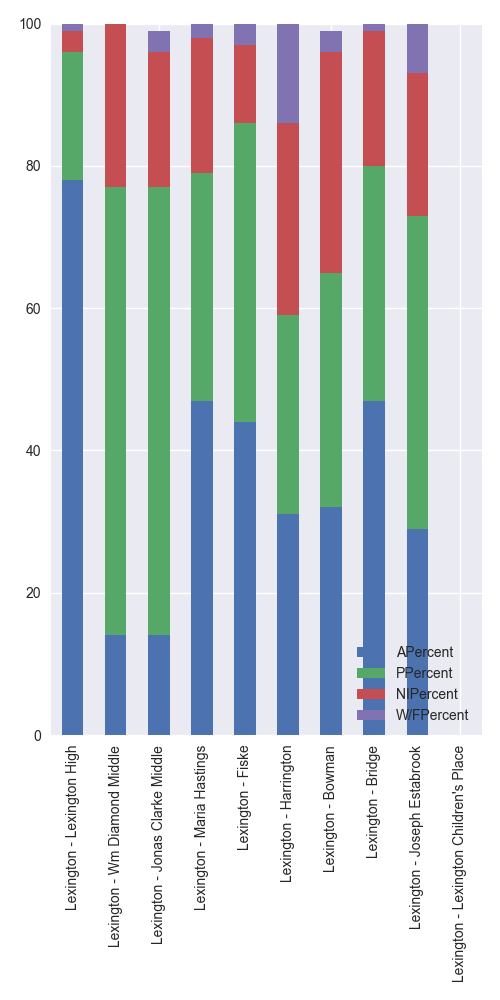 100
80
60
40
20
0
APercent
PPercent
NIPercent
W/FPercent
Lexington - Lexington High
Lexington - Wm Diamond Middle
Lexington - Jonas Clarke Middle
Lexington - Maria Hastings
Lexington - Fiske
Lexington - Harrington
Lexington - Bowman
Lexington - Bridge
Lexington - Joseph Estabrook
Lexington - Lexington Children's Place